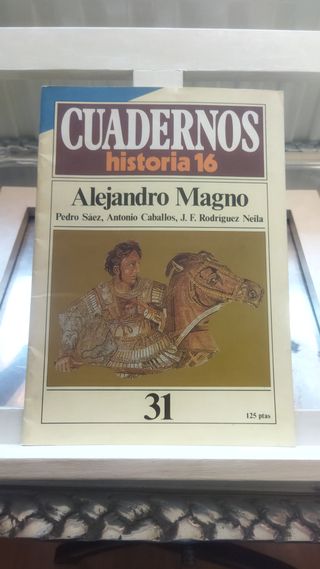 CUADERNOS
historia 16
Alejandro Magno
Pedro Sáez, Antonio Caballos, J. F. Rodríguez Neila
31
125 ptas